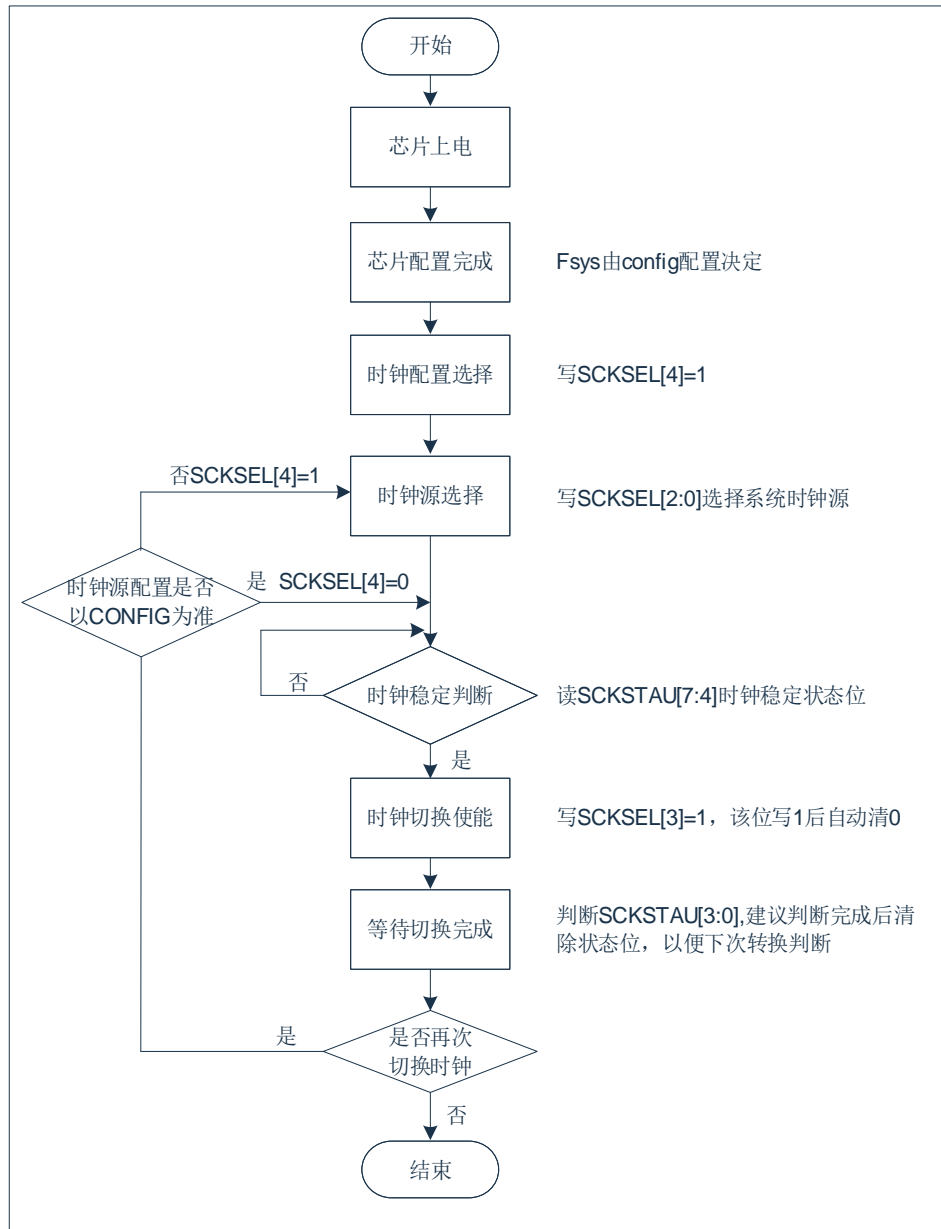 开始
芯片上电
芯片配置完成
Fsys由config配置决定
时钟配置选择
写SCKSEL[4]=1
否SCKSEL[4]=1
时钟源选择
写SCKSEL[2:0]选择系统时钟源
时钟源配置是否
以CONFIG为准
是 SCKSEL[4]=0
否
时钟稳定判断
读SCKSTAU[7:4]时钟稳定状态位
是
时钟切换使能
写SCKSEL[3]=1，该位写1后自动清0
等待切换完成
判断SCKSTAU[3:0],建议判断完成后清
除状态位，以便下次转换判断
是
是否再次
切换时钟
否
结束